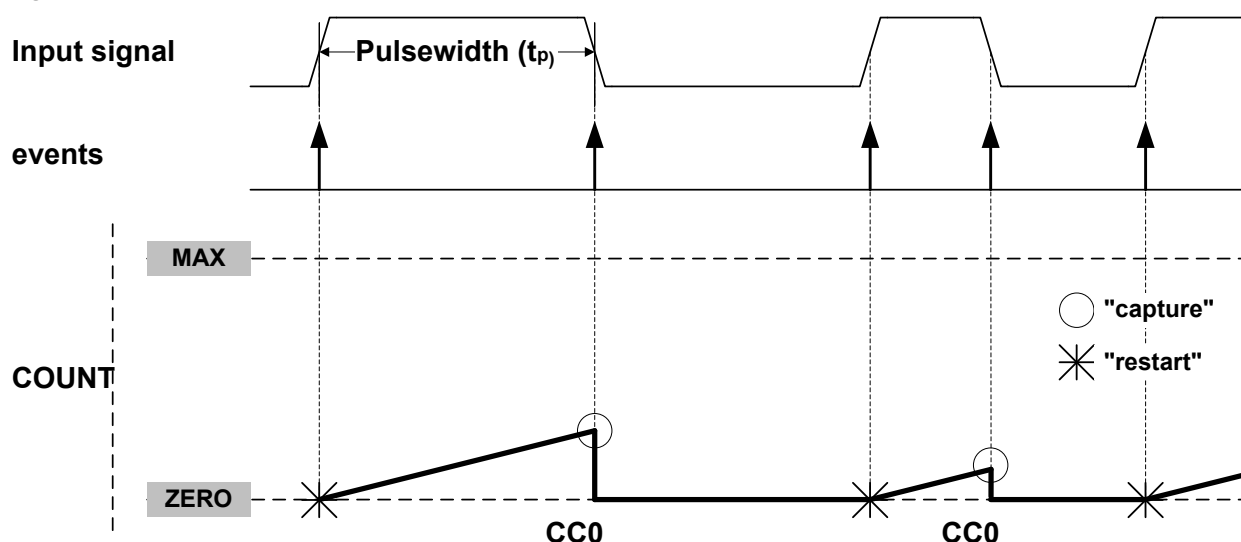 Input signal
Pulsewidth (tp)
events
MAX
"capture"
"restart"
COUNT
ZERO
CC0
CC0